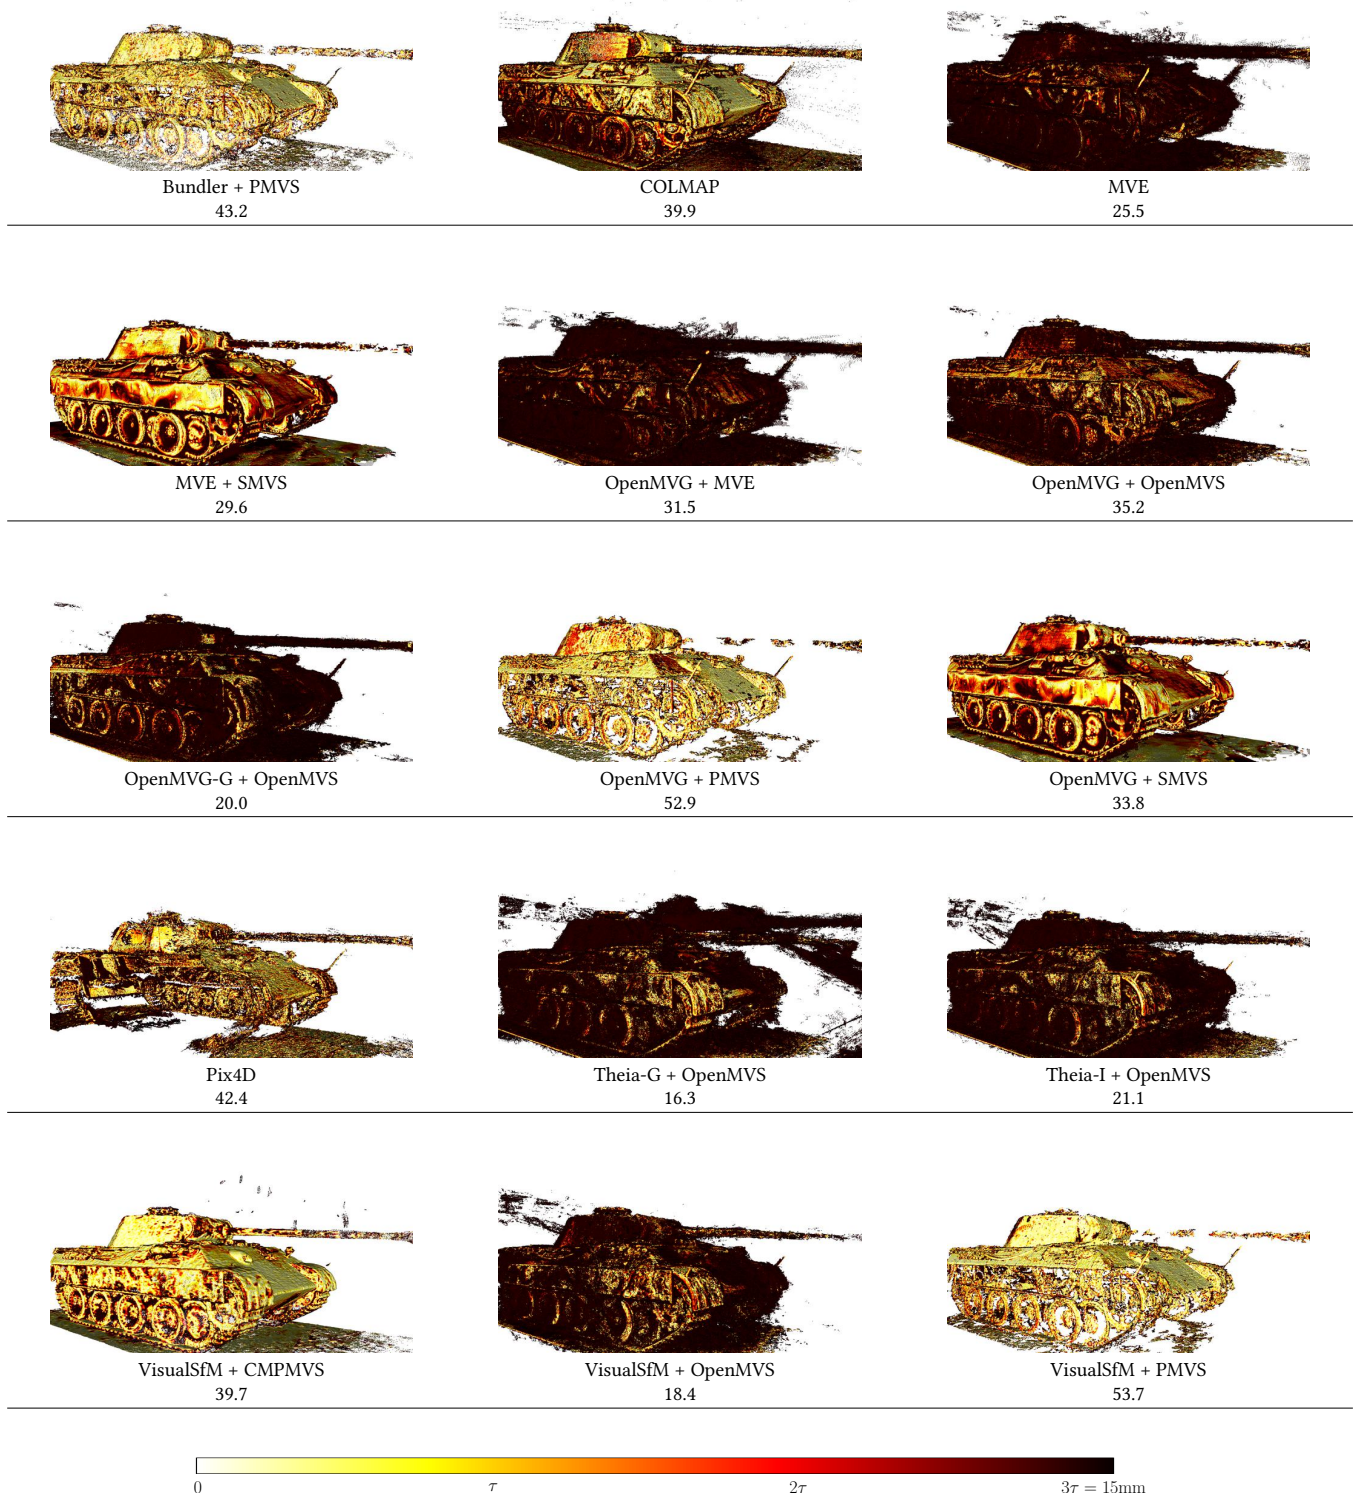 Bundler + PMVS
43.2
COLMAP
39.9
MVE
25.5
MVE + SMVS
29.6
OpenMVG + MVE
31.5
OpenMVG + OpenMVS
35.2
OpenMVG-G + OpenMVS
20.0
OpenMVG + PMVS
52.9
OpenMVG + SMVS
33.8
Pix4D
42.4
Theia-G + OpenMVS
16.3
Theia-I + OpenMVS
21.1
VisualSfM + CMPMVS
39.7
VisualSfM + OpenMVS
18.4
VisualSfM + PMVS
53.7
0 τ 2τ 3τ = 15mm